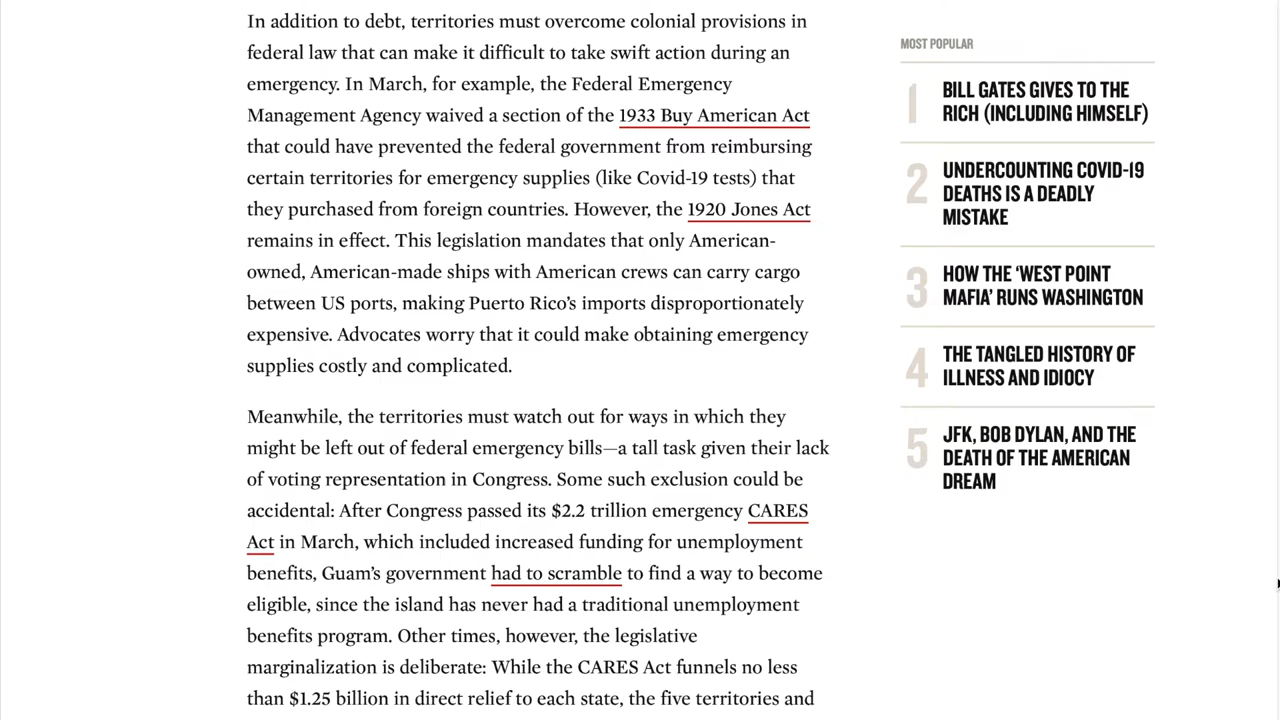 In addition to debt, territories must overcome colonial provisions in
federal law that can make it difficult to take swift action during an
emergency. In March, for example, the Federal Emergency
Management Agency waived a section of the 1933 Buy American Act
that could have prevented the federal government from reimbursing
certain territories for emergency supplies (like Covid-19 tests) that
they purchased from foreign countries. However, the 1920 Jones Act
remains in effect. This legislation mandates that only American-
owned, American-made ships with American crews can carry cargo
between US ports, making Puerto Rico’s imports disproportionately
expensive. Advocates worry that it could make obtaining emergency
supplies costly and complicated.
Meanwhile, the territories must watch out for ways in which they
might be left out of federal emergency bills—a tall task given their lack
of voting representation in Congress. Some such exclusion could be
accidental: After Congress passed its $2.2 trillion emergency CARES
Act in March, which included increased funding for unemployment
benefits, Guam’s government had to scramble to find a way to become
eligible, since the island has never had a traditional unemployment
benefits program. Other times, however, the legislative
marginalization is deliberate: While the CARES Act funnels no less
than $1.25 billion in direct relief to each state, the five territories and
MOST POPULAR
1
BILL GATES GIVES TO THE
RICH (INCLUDING HIMSELF)
2
UNDERCOUNTING COVID-19
DEATHS IS A DEADLY
MISTAKE
3
HOW THE ‘WEST POINT
MAFIA’ RUNS WASHINGTON
4
THE TANGLED HISTORY OF
ILLNESS AND IDIOCY
5
JFK, BOB DYLAN, AND THE
DEATH OF THE AMERICAN
DREAM